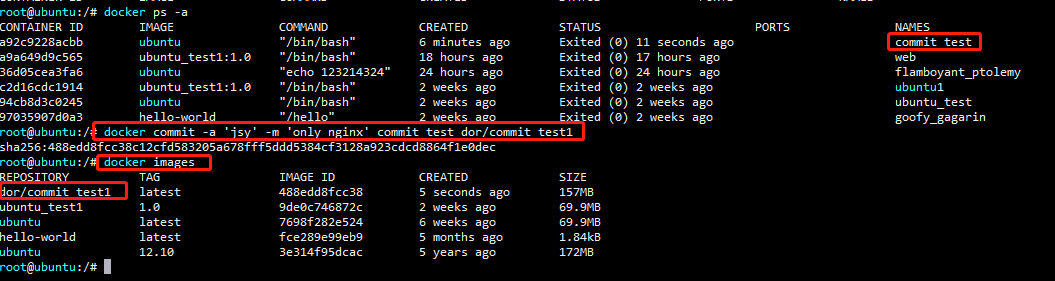 root@ubuntu:/# docker ps -a
CONTAINER ID IMAGE COMMAND CREATED STATUS PORTS NAMES
a92c9228acbb ubuntu "/bin/bash" 6 minutes ago Exited (0) 11 seconds ago commit_test
a9a649d9c565 ubuntu_test1:1.0 "/bin/bash" 18 hours ago Exited (0) 17 hours ago web
36d05cea3fa6 ubuntu "echo 123214324" 24 hours ago Exited (0) 24 hours ago flamboyant_ptolemy
c2d16cdc1914 ubuntu_test1:1.0 "/bin/bash" 2 weeks ago Exited (0) 2 weeks ago ubuntu1
94cb8d3c0245 ubuntu "/bin/bash" 2 weeks ago Exited (0) 2 weeks ago ubuntu_test
97035907d0a3 hello-world "/hello" 2 weeks ago Exited (0) 2 weeks ago goofy_gagarin
root@ubuntu:/# docker commit -a 'jsy' -m 'only nginx' commit_test dor/commit_test1
sha256:488edd8fcc38c12cfd583205a678fff5ddd5384cf3128a923cdcd8864f1e0dec
root@ubuntu:/# docker images
REPOSITORY TAG IMAGE ID CREATED SIZE
dor/commit_test1 latest 488edd8fcc38 5 seconds ago 157MB
ubuntu_test1 1.0 9de0c746872c 2 weeks ago 69.9MB
ubuntu latest 7698f282e524 6 weeks ago 69.9MB
hello-world latest fce289e99eb9 5 months ago 1.84kB
ubuntu 12.10 3e314f95dcac 5 years ago 172MB
root@ubuntu:/#